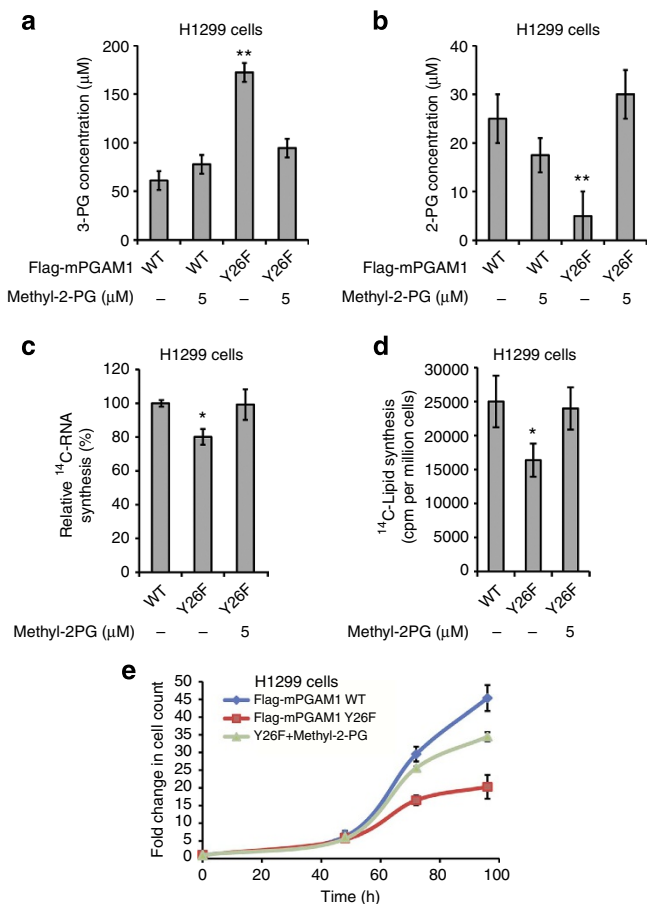 a
H1299 cells
3-PG concentration (μM)
200
150
100
50
0
**
Flag-mPGAM1
WT
WT
Y26F
Y26F
Methyl-2-PG (μM)
–
5
–
5
b
H1299 cells
2-PG concentration (μM)
40
30
20
10
0
**
Flag-mPGAM1
WT
WT
Y26F
Y26F
Methyl-2-PG (μM)
–
5
–
5
c
H1299 cells
Relative ¹⁴C-RNA
synthesis (%)
120
100
80
60
40
20
0
*
WT
Y26F
Y26F
Methyl-2PG (μM)
–
–
5
d
H1299 cells
¹⁴C-Lipid synthesis
(cpm per million cells)
30000
25000
20000
15000
10000
5000
0
*
WT
Y26F
Y26F
Methyl-2PG (μM)
–
–
5
e
H1299 cells
Flag-mPGAM1 WT
Flag-mPGAM1 Y26F
Y26F+Methyl-2-PG
Fold change in cell count
50
45
40
35
30
25
20
15
10
5
0
0
20
40
60
80
100
Time (h)